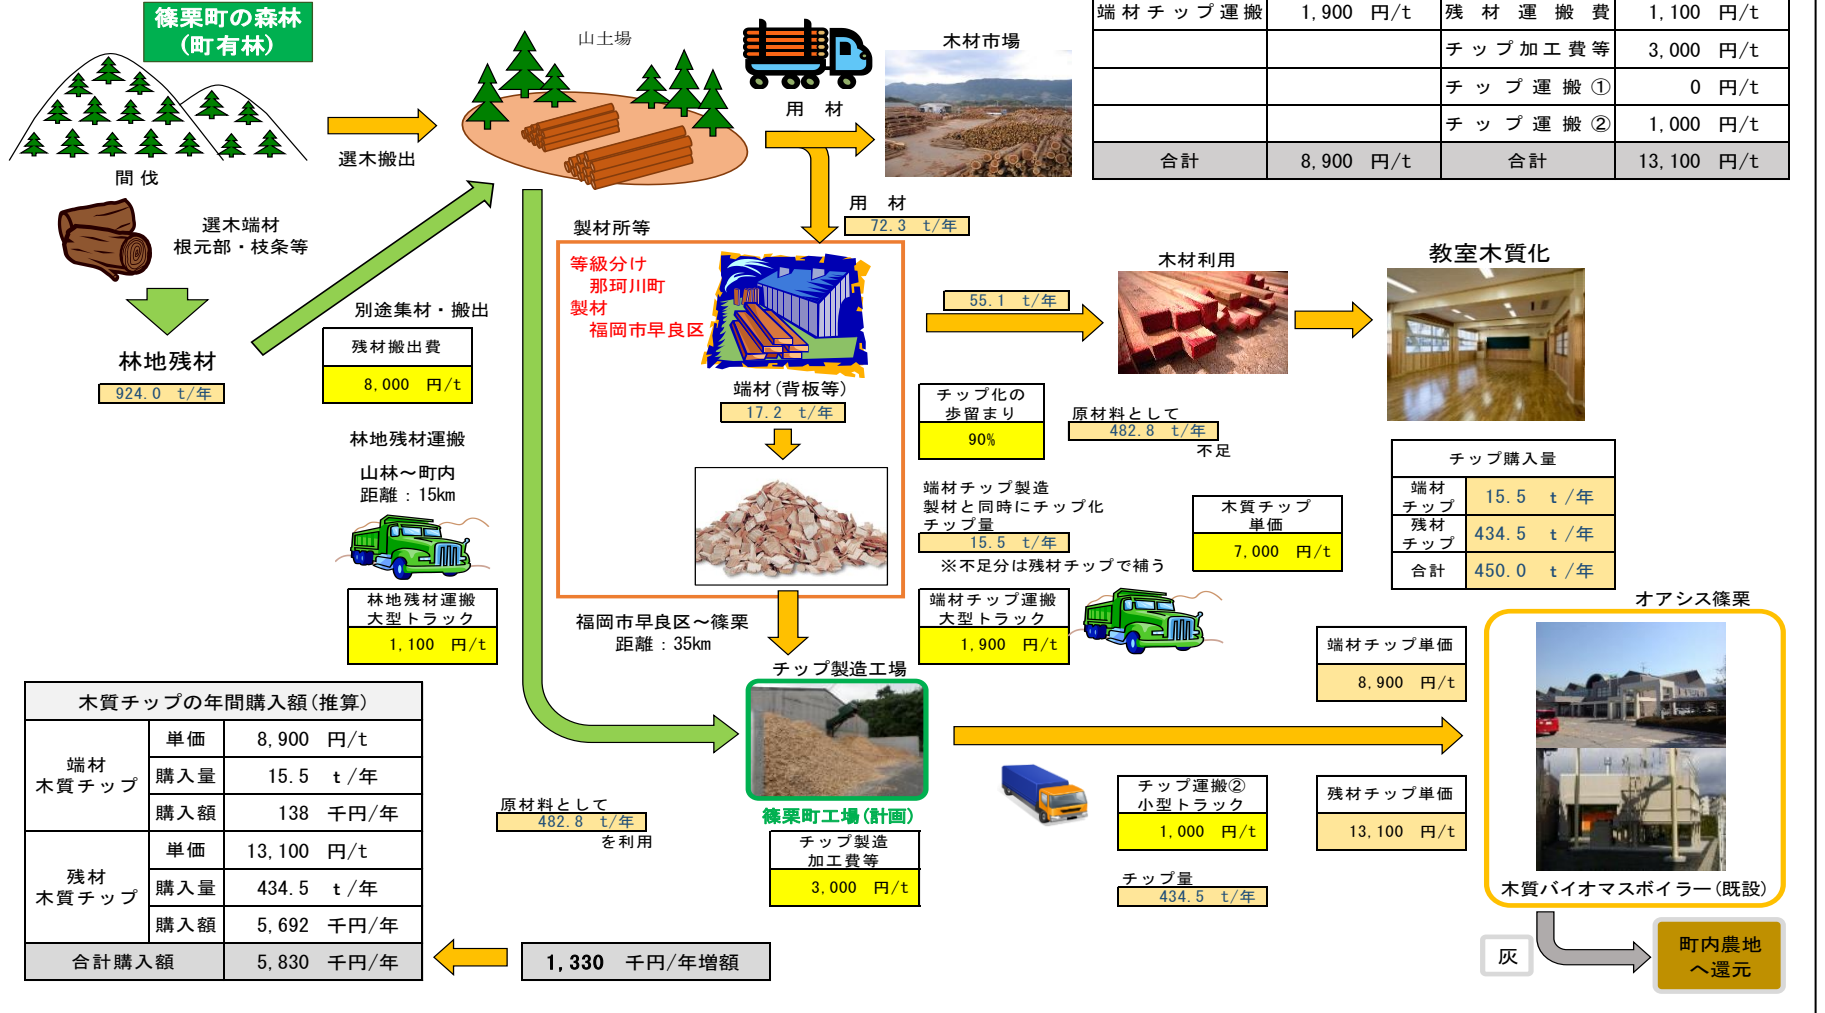 篠栗町の森林
(町有林)
山土場
木材市場
用 材
選木搬出
間伐
選木端材
根元部・枝条等
林地残材
924.0 t/年
別途集材・搬出
残材搬出費
8,000 円/t
林地残材運搬
山林～町内
距離：15km
林地残材運搬
大型トラック
1,100 円/t
端材チップ運搬 1,900 円/t 残材運搬費 1,100 円/t
チップ加工費等 3,000 円/t
チップ運搬① 0 円/t
チップ運搬② 1,000 円/t
合計 8,900 円/t 合計 13,100 円/t
用 材
72.3 t/年
製材所等
等級分け
那珂川町
製材
福岡市早良区
端材(背板等)
17.2 t/年
55.1 t/年
木材利用
教室木質化
チップ化の
歩留まり
90%
原材料として
482.8 t/年
不足
端材チップ製造
製材と同時にチップ化
チップ量
15.5 t/年
※不足分は残材チップで補う
木質チップ
単価
7,000 円/t
チップ購入量
端材
チップ
15.5 t/年
残材
チップ
434.5 t/年
合計 450.0 t/年
福岡市早良区～篠栗
距離：35km
端材チップ運搬
大型トラック
1,900 円/t
チップ製造工場
篠栗町工場(計画)
チップ製造
加工費等
3,000 円/t
原材料として
482.8 t/年
を利用
端材チップ単価
8,900 円/t
チップ運搬②
小型トラック
1,000 円/t
チップ量
434.5 t/年
残材チップ単価
13,100 円/t
オアシス篠栗
木質バイオマスボイラー(既設)
灰
町内農地
へ還元
木質チップの年間購入額(推算)
端材
木質チップ
単価 8,900 円/t
購入量 15.5 t/年
購入額 138 千円/年
残材
木質チップ
単価 13,100 円/t
購入量 434.5 t/年
購入額 5,692 千円/年
合計購入額 5,830 千円/年
1,330 千円/年増額